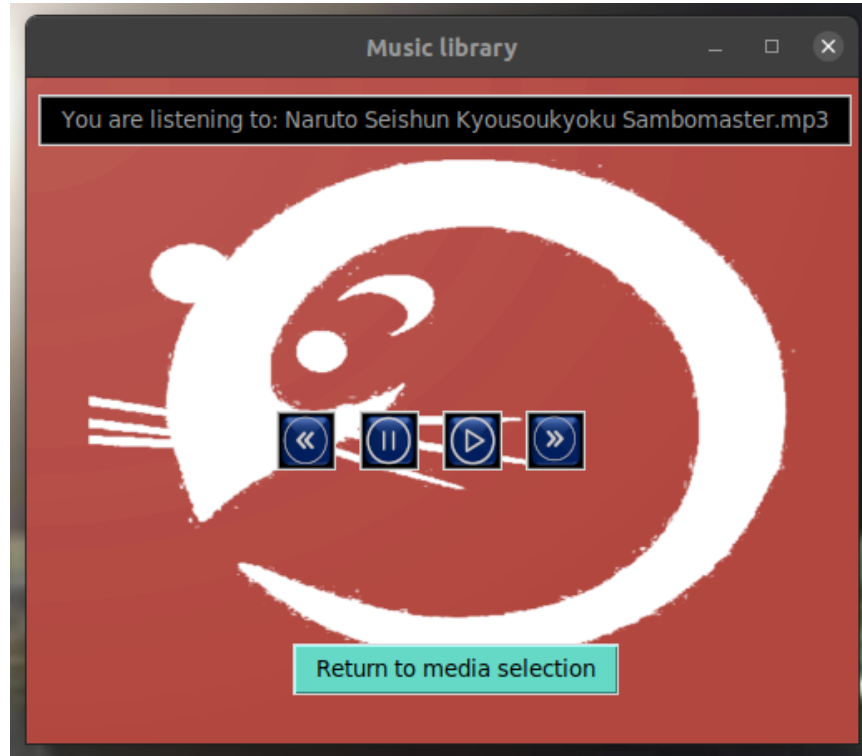 Music library
You are listening to: Naruto Seishun Kyousoukyoku Sambomaster.mp3
Return to media selection